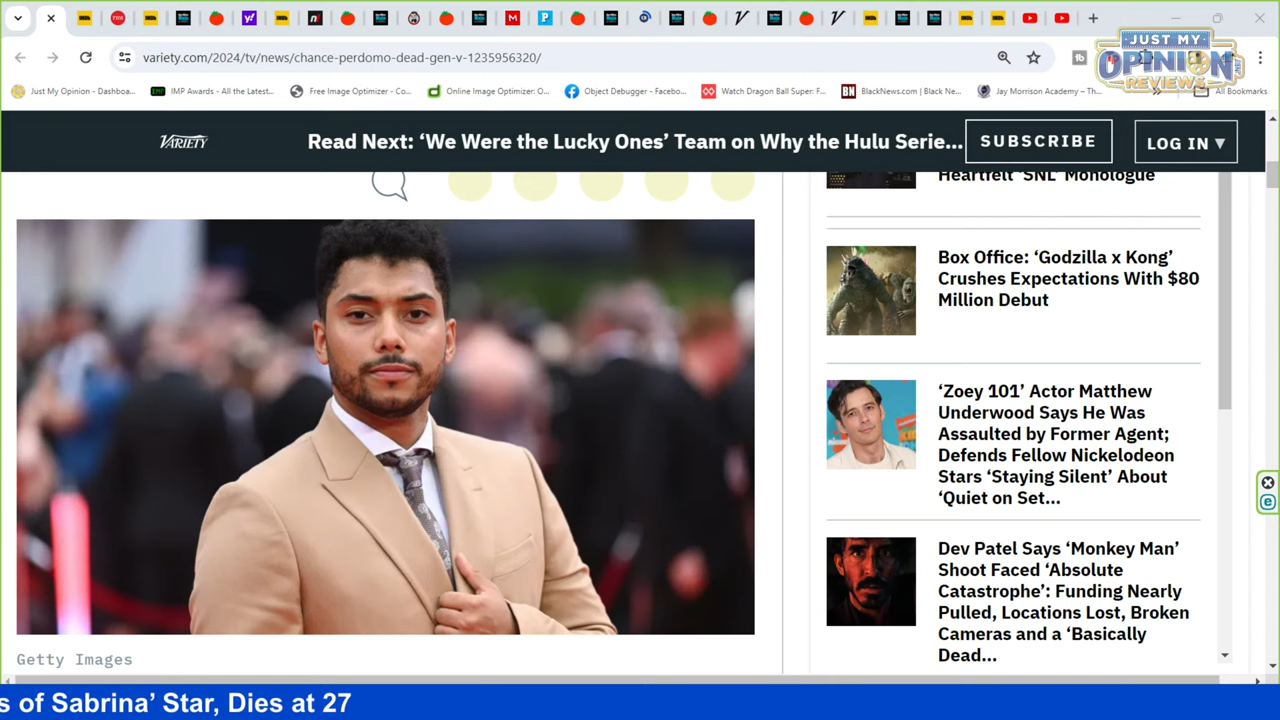 variety.com/2024/tv/news/chance-perdomo-dead-gen-v-1235956320/
JUST MY
OPINION
REVIEWS
Just My Opinion - Dashboa...
IMP Awards - All the Latest...
Free Image Optimizer - Co...
Online Image Optimizer: O...
Object Debugger - Facebo...
Watch Dragon Ball Super: F...
BlackNews.com | Black Ne...
Jay Morrison Academy – Th...
All Bookmarks
VARIETY
Read Next: ‘We Were the Lucky Ones’ Team on Why the Hulu Serie...
SUBSCRIBE
LOG IN ▾
Heartfelt ‘SNL’ Monologue
Box Office: ‘Godzilla x Kong’
Crushes Expectations With $80
Million Debut
‘Zoey 101’ Actor Matthew
Underwood Says He Was
Assaulted by Former Agent;
Defends Fellow Nickelodeon
Stars ‘Staying Silent’ About
‘Quiet on Set...
Dev Patel Says ‘Monkey Man’
Shoot Faced ‘Absolute
Catastrophe’: Funding Nearly
Pulled, Locations Lost, Broken
Cameras and a ‘Basically
Dead...
Getty Images
s of Sabrina’ Star, Dies at 27